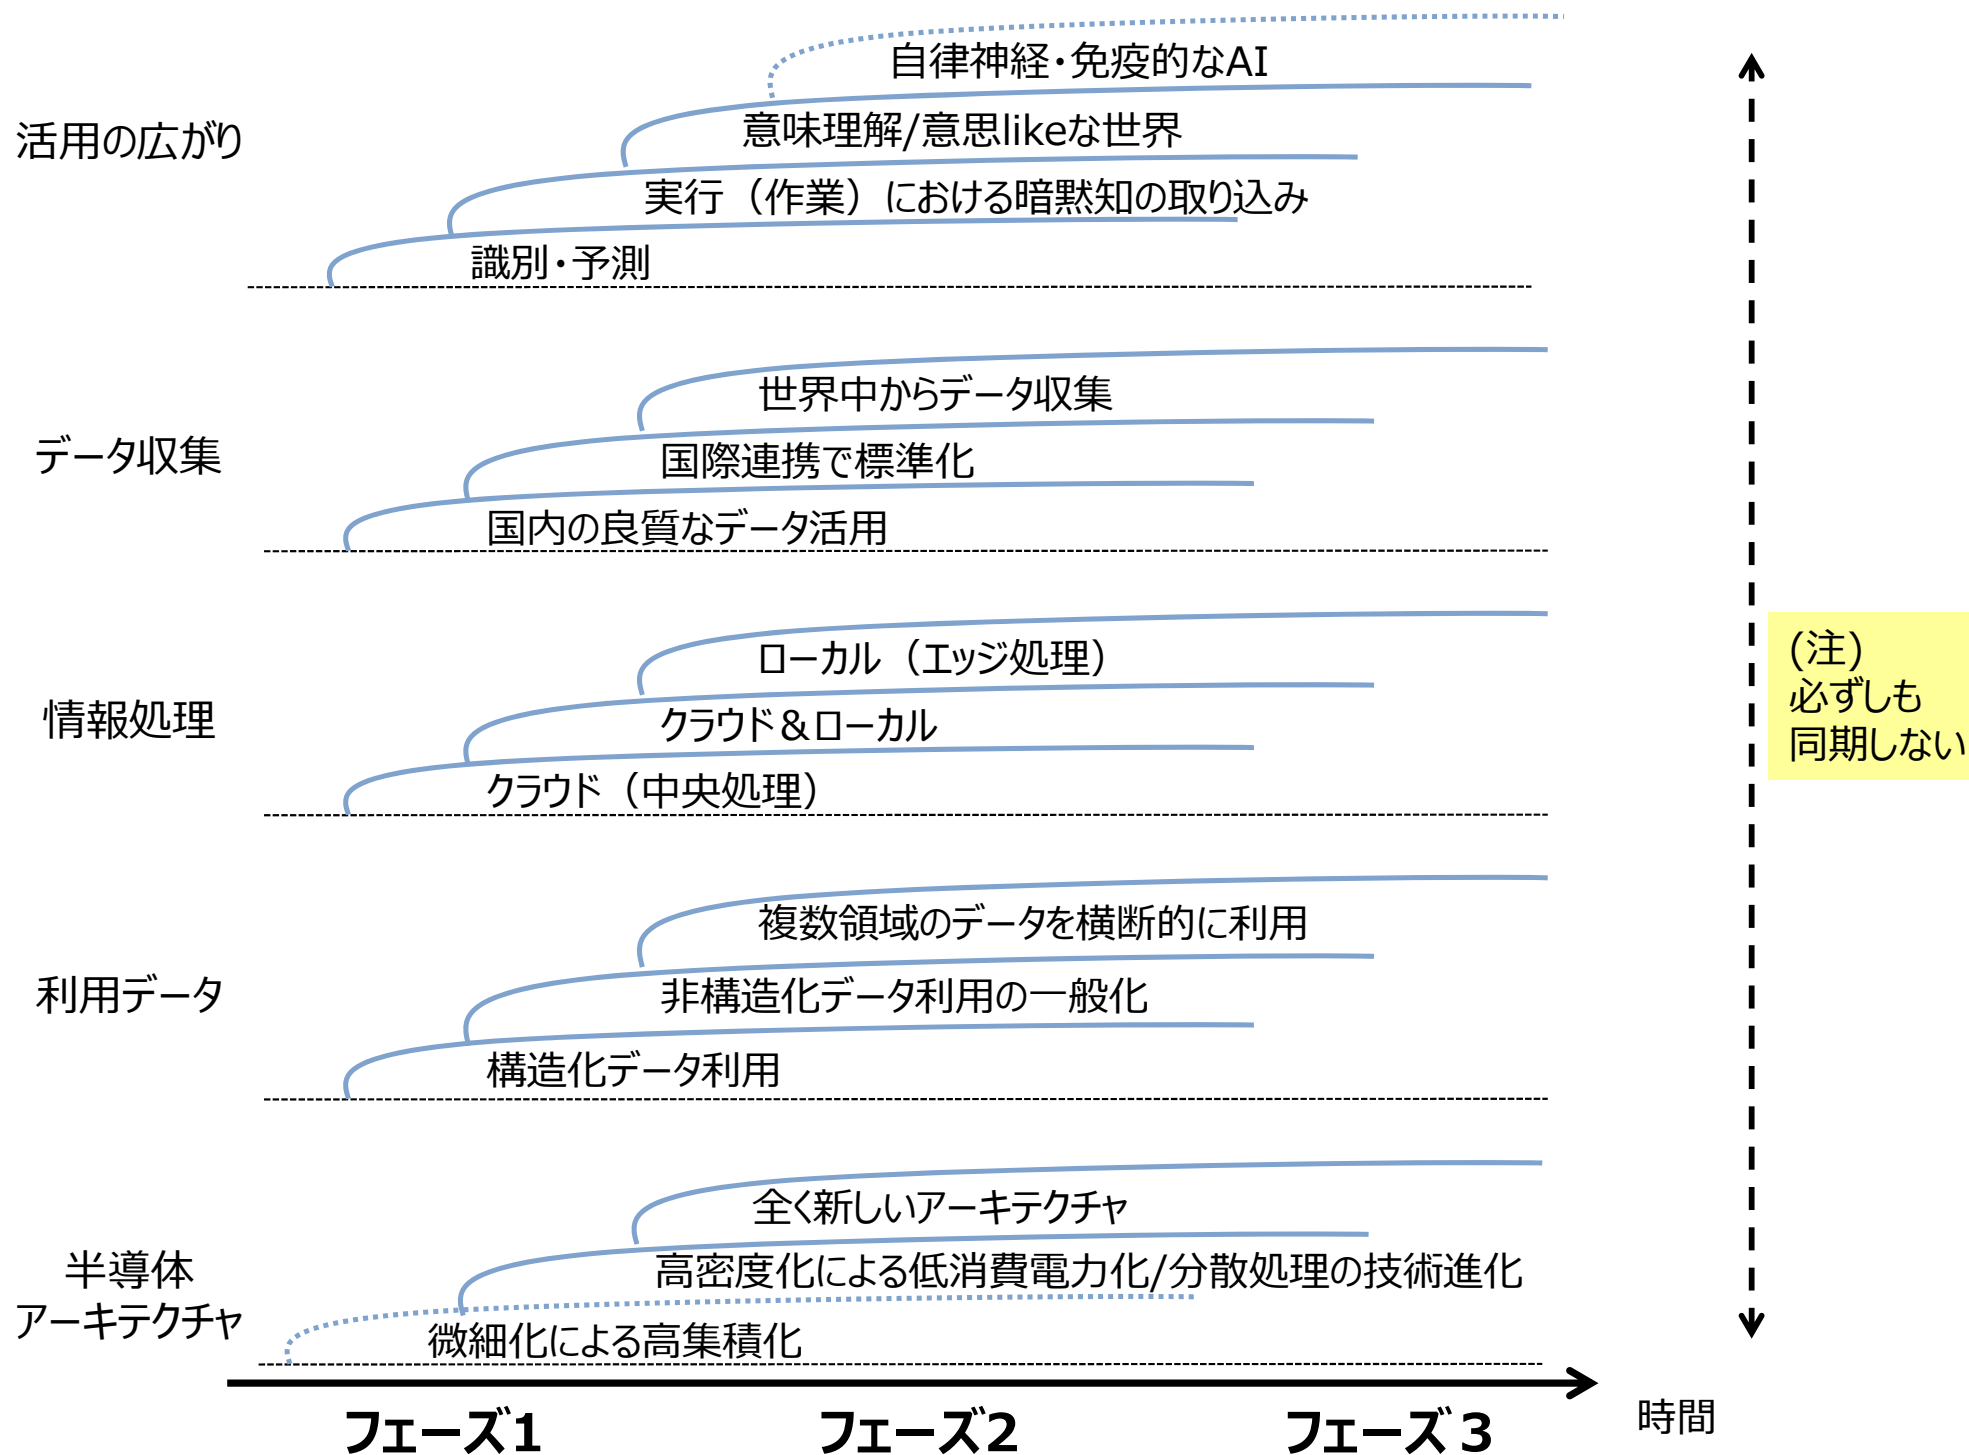 活用の広がり
自律神経・免疫的なAI
意味理解/意思likeな世界
実行（作業）における暗黙知の取り込み
識別・予測
データ収集
世界中からデータ収集
国際連携で標準化
国内の良質なデータ活用
情報処理
ローカル（エッジ処理）
クラウド＆ローカル
クラウド（中央処理）
利用データ
複数領域のデータを横断的に利用
非構造化データ利用の一般化
構造化データ利用
半導体
アーキテクチャ
全く新しいアーキテクチャ
高密度化による低消費電力化/分散処理の技術進化
微細化による高集積化
（注）
必ずしも
同期しない
フェーズ1
フェーズ2
フェーズ３
時間